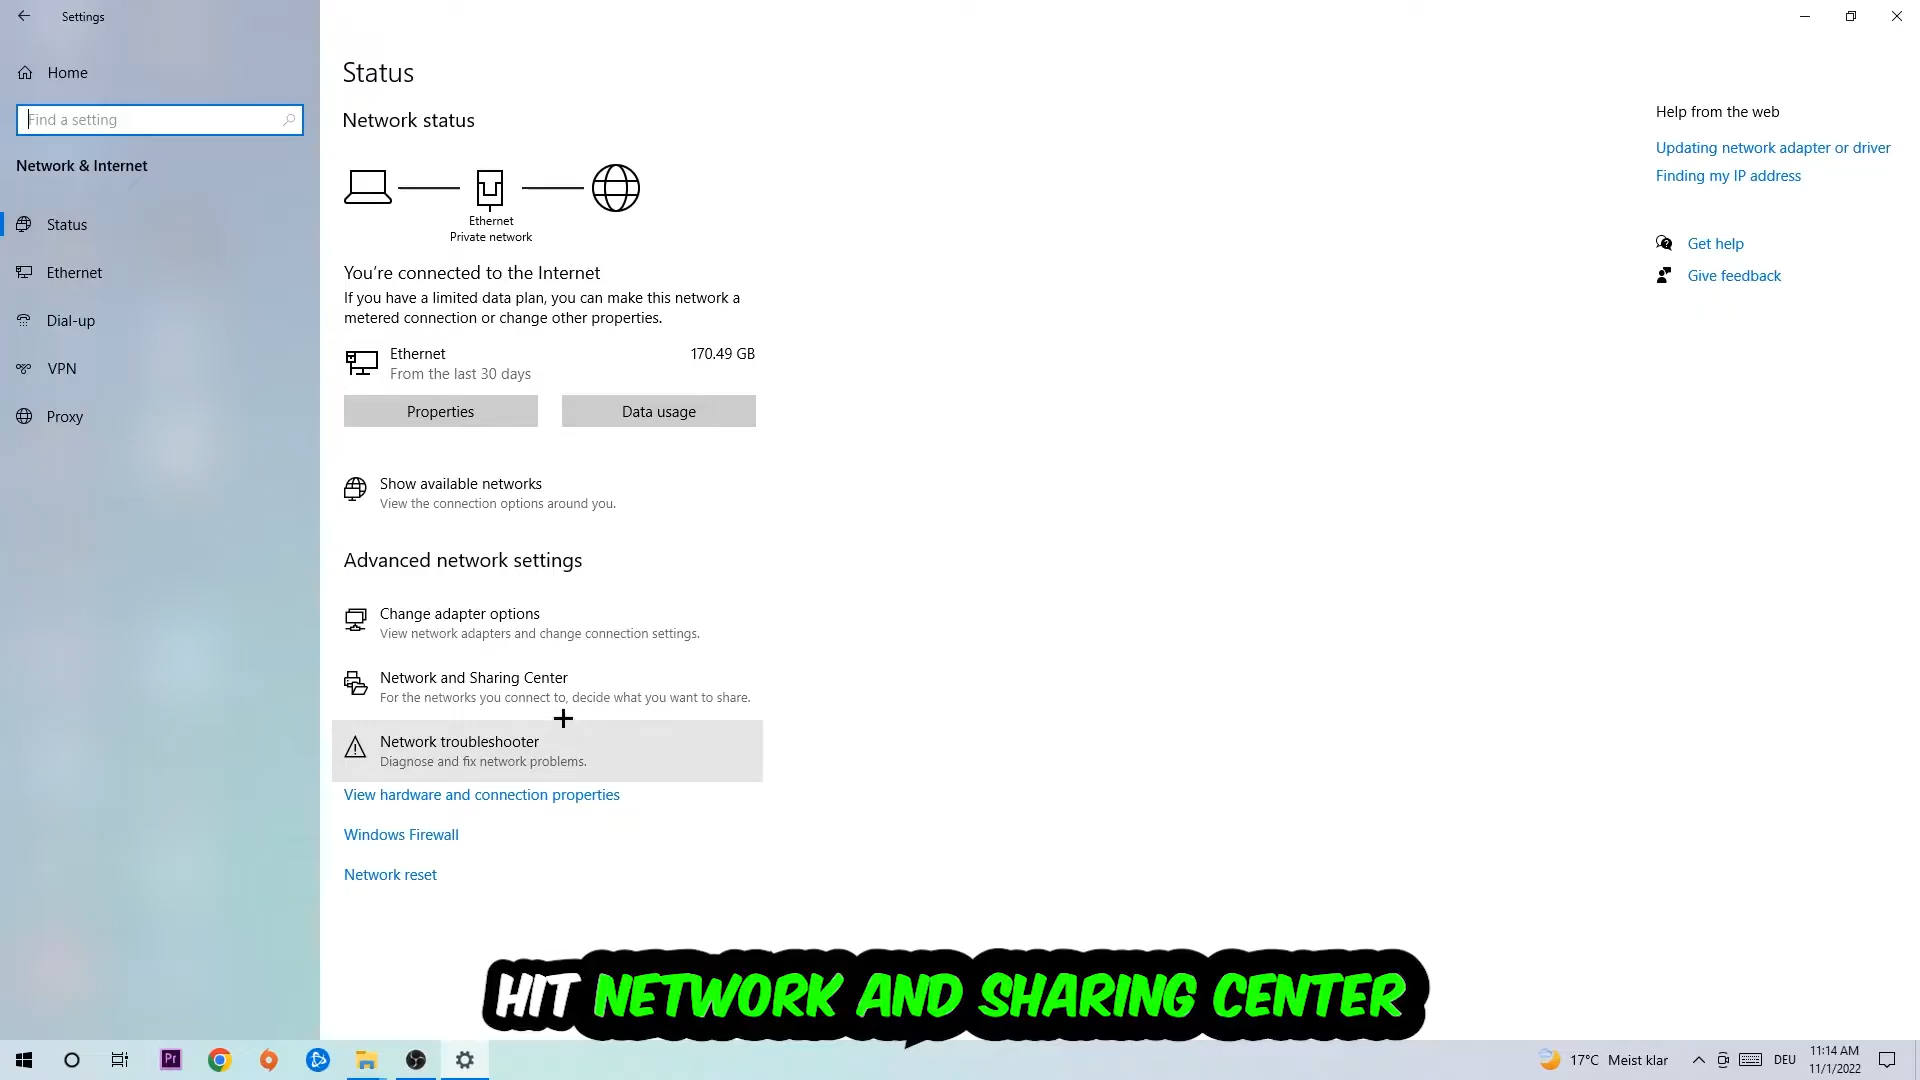 Settings
Home
Find a setting
Network & Internet
Status
Ethernet
Dial-up
VPN
Proxy
Status
Network status
Ethernet
Private network
You're connected to the Internet
If you have a limited data plan, you can make this network a
metered connection or change other properties.
Ethernet 170.49 GB
From the last 30 days
Properties Data usage
Show available networks
View the connection options around you.
Advanced network settings
Change adapter options
View network adapters and change connection settings.
Network and Sharing Center
For the networks you connect to, decide what you want to share.
Network troubleshooter
Diagnose and fix network problems.
View hardware and connection properties
Windows Firewall
Network reset
Help from the web
Updating network adapter or driver
Finding my IP address
Get help
Give feedback
HIT NETWORK AND SHARING CENTER
Pr
17°C Meist klar
DEU
11:14 AM
11/1/2022